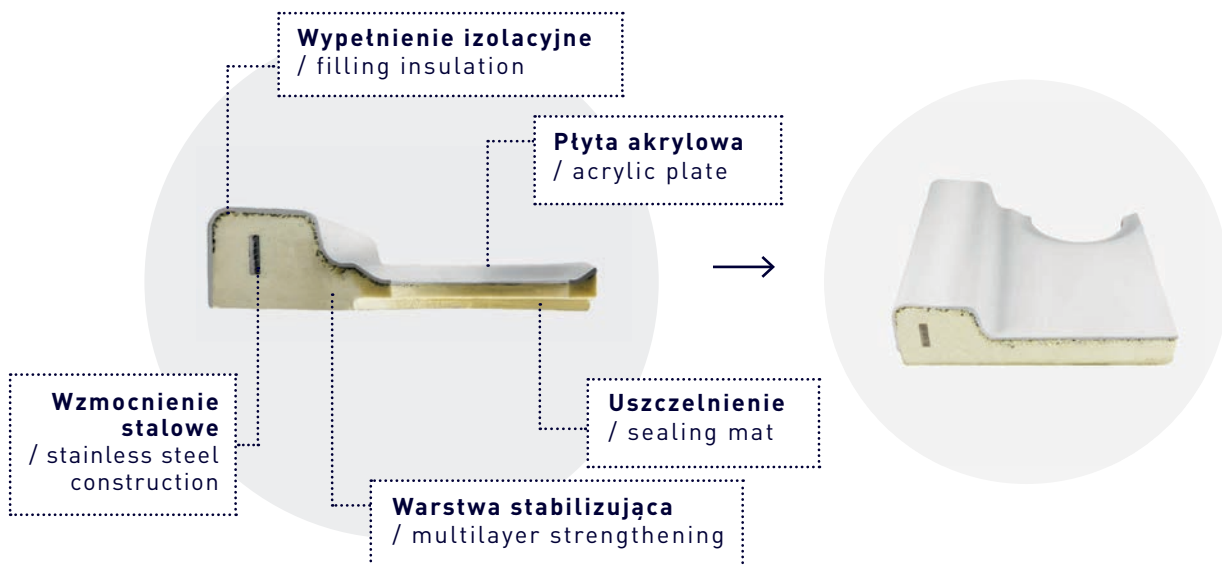 Wypełnienie izolacyjne
/ filling insulation
Płyta akrylowa
/ acrylic plate
Wzmocnienie
stalowe
/ stainless steel
construction
Uszczelnienie
/ sealing mat
Warstwa stabilizująca
/ multilayer strengthening